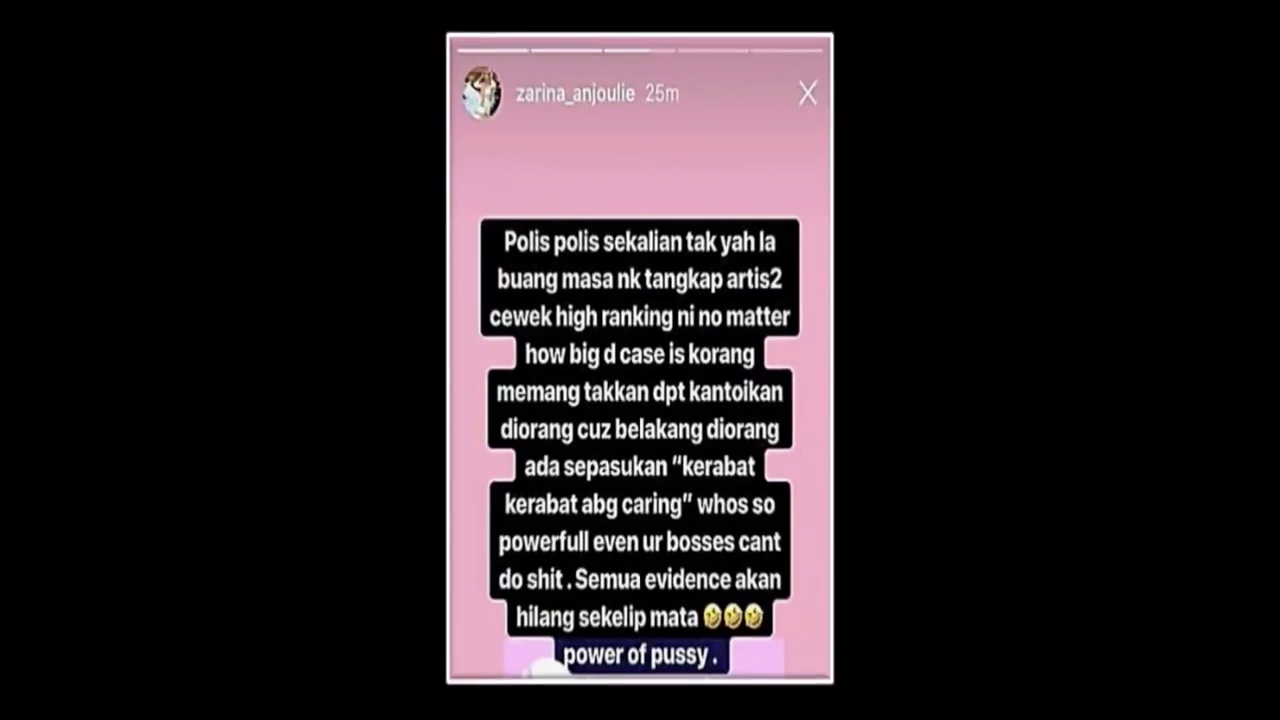 zarina_anjoulie 25m
Polis polis sekalian tak yah la
buang masa nk tangkap artis2
cewek high ranking ni no matter
how big d case is korang
memang takkan dpt kantoikan
diorang cuz belakang diorang
ada sepasukan “kerabat
kerabat abg caring” whos so
powerfull even ur bosses cant
do shit . Semua evidence akan
hilang sekelip mata 🤣🤣🤣
power of pussy .